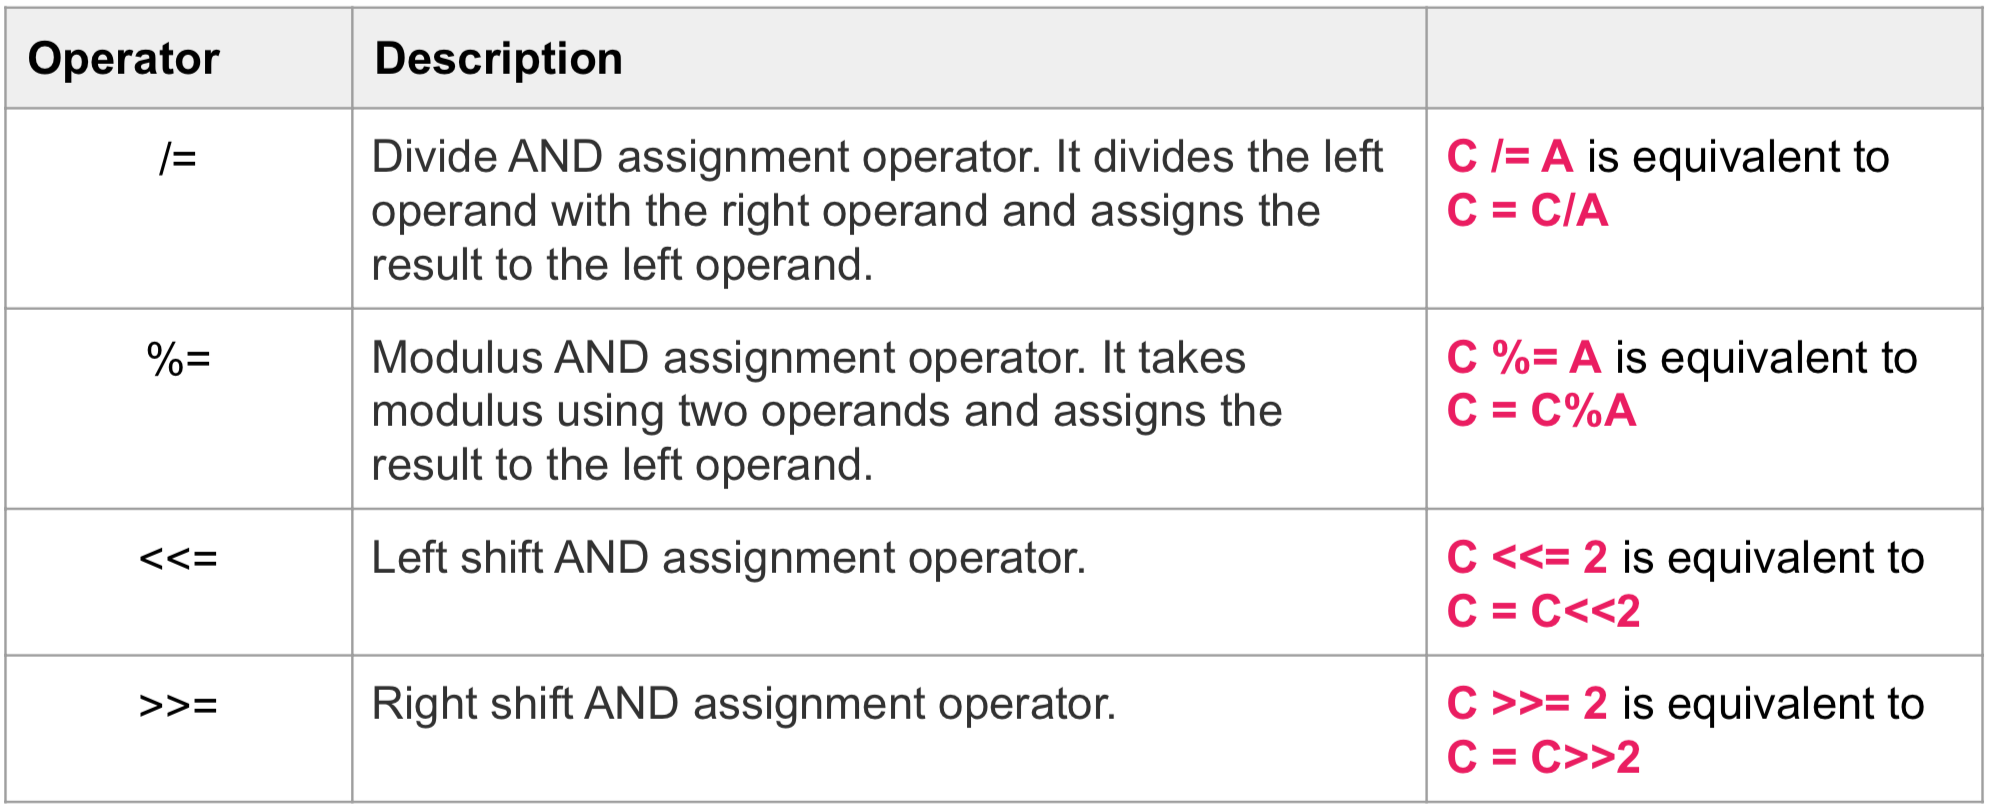 Operator
Description
/=
Divide AND assignment operator. It divides the left
operand with the right operand and assigns the
result to the left operand.
C /= A is equivalent to
C = C/A
%=
Modulus AND assignment operator. It takes
modulus using two operands and assigns the
result to the left operand.
C %= A is equivalent to
C = C%A
<<=
Left shift AND assignment operator.
C <<= 2 is equivalent to
C = C<<2
>>=
Right shift AND assignment operator.
C >>= 2 is equivalent to
C = C>>2